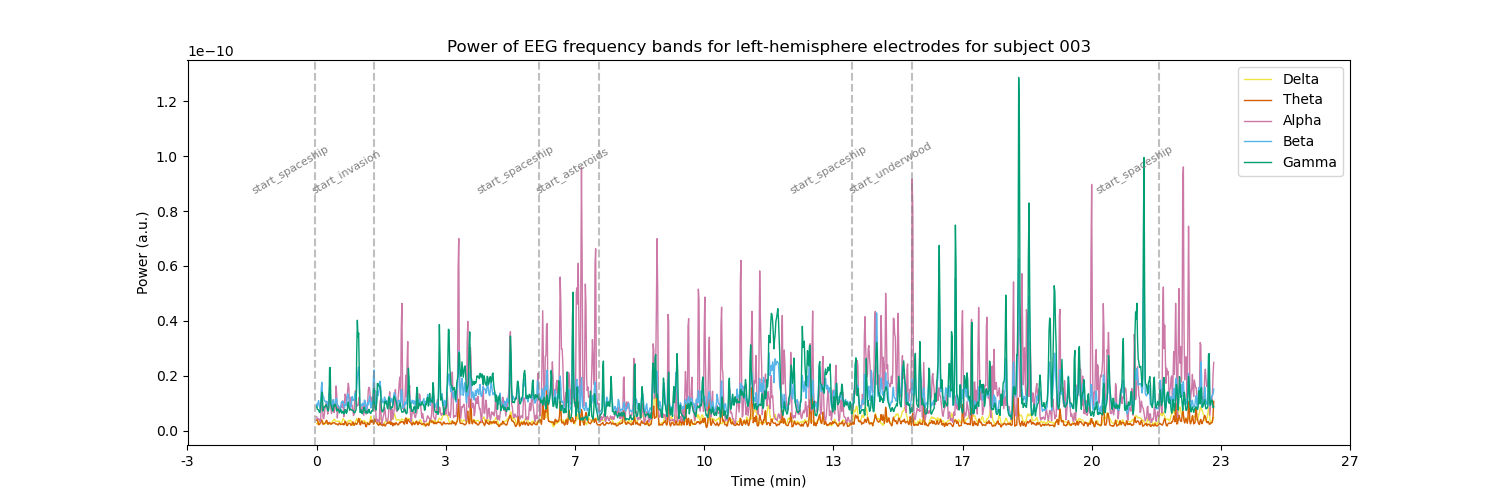 Power of EEG frequency bands for left-hemisphere electrodes for subject 003
1e−10
Delta
Theta
Alpha
Beta
Gamma
1.2
1.0
0.8
0.6
0.4
0.2
0.0
Power (a.u.)
start_spaceship
start_invasion
start_spaceship
start_asteroids
start_spaceship
start_underwood
start_spaceship
-3 0 3 7 10 13 17 20 23 27
Time (min)